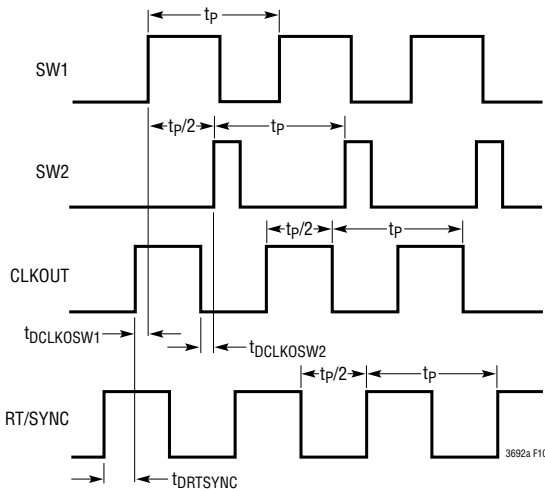 tP
SW1
tP/2
tP
SW2
tP/2
tP
CLKOUT
tDCLKOSW1
tDCLKOSW2
tP/2
tP
RT/SYNC
3692a F10
tDRTSYNC